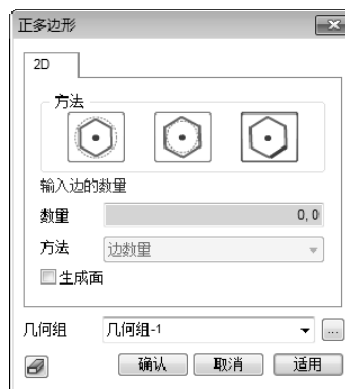 正多边形
2D
方法
输入边的数量
数量 0, 0
方法 边数量
生成面
几何组 几何组-1 ...
确认 取消 适用